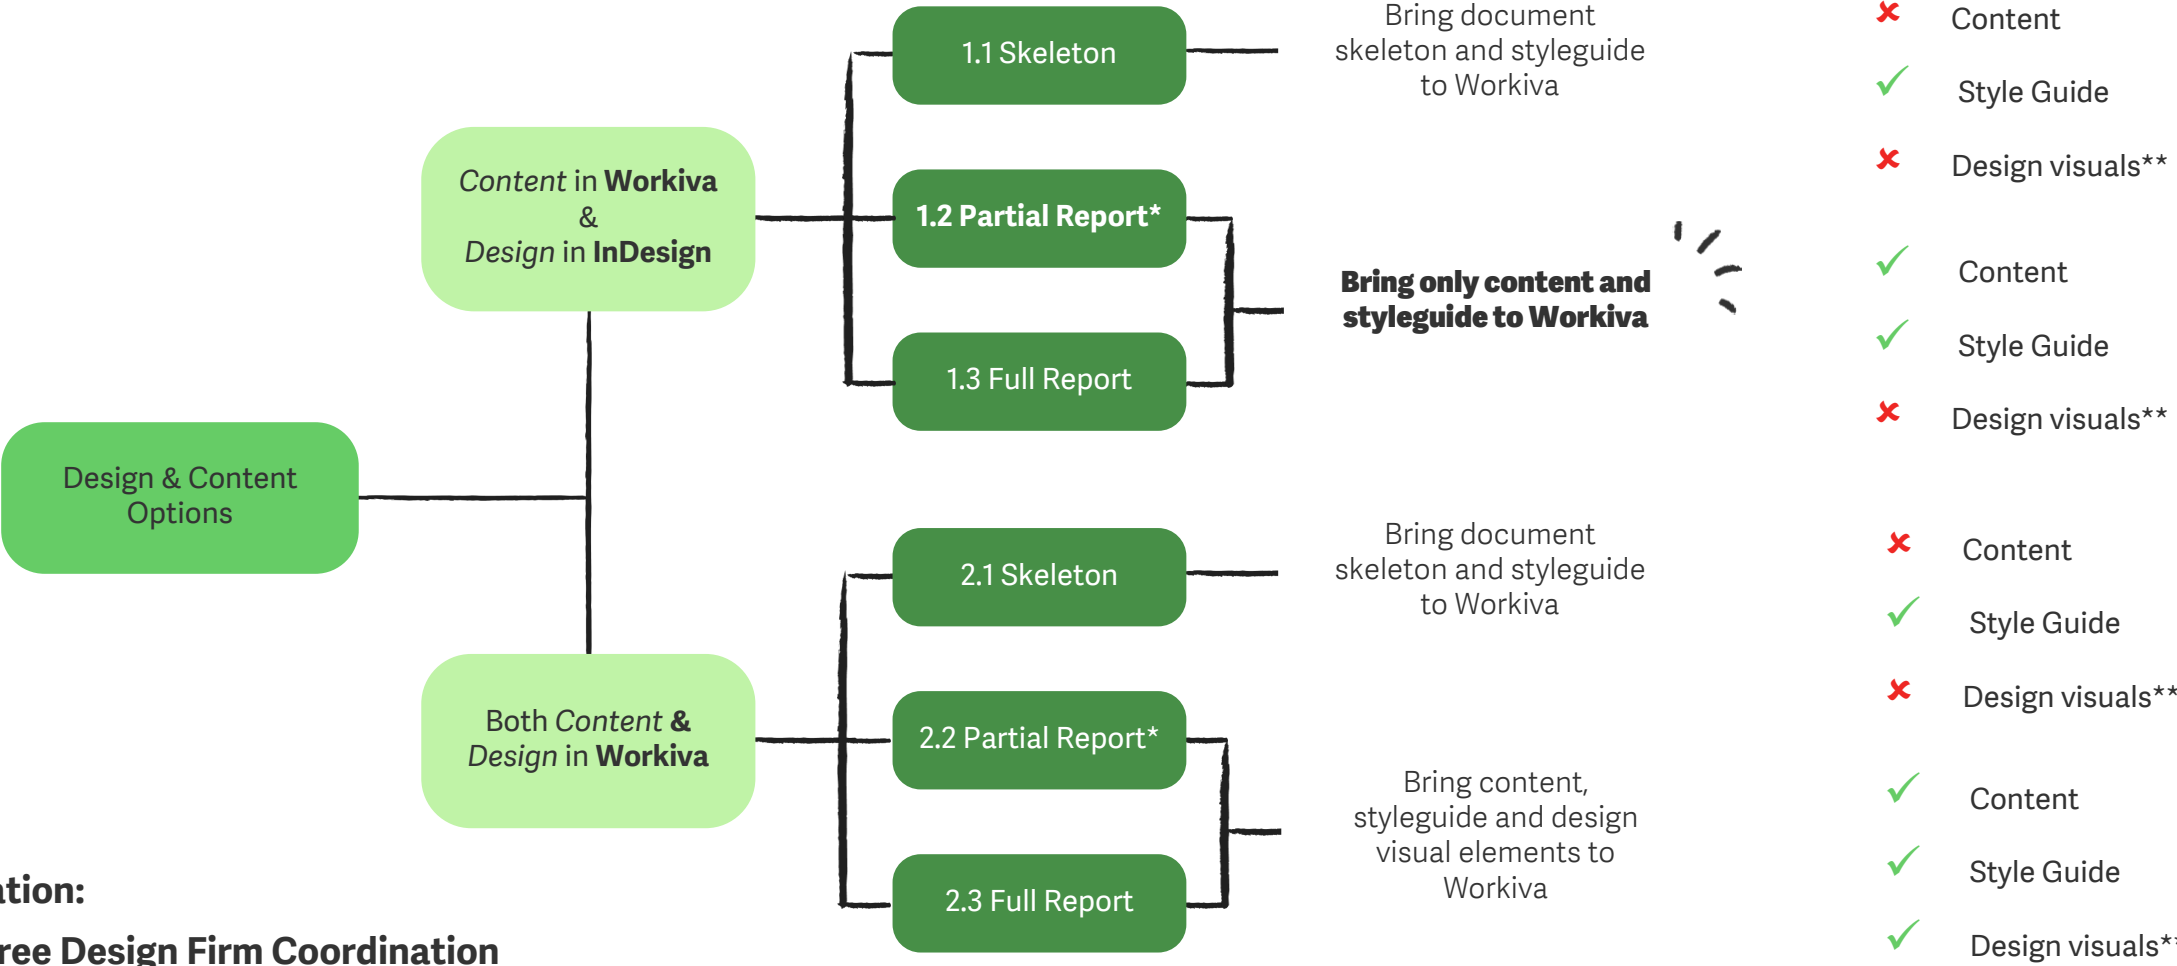 Design & Content
Options
Content in Workiva
&
Design in InDesign
1.1 Skeleton
Bring document
skeleton and styleguide
to Workiva
Content
Style Guide
Design visuals**
1.2 Partial Report*
1.3 Full Report
Bring only content and
styleguide to Workiva
Content
Style Guide
Design visuals**
Both Content &
Design in Workiva
2.1 Skeleton
Bring document
skeleton and styleguide
to Workiva
Content
Style Guide
Design visuals**
2.2 Partial Report*
2.3 Full Report
Bring content,
styleguide and design
visual elements to
Workiva
Content
Style Guide
Design visuals*
Design Firm Coordination